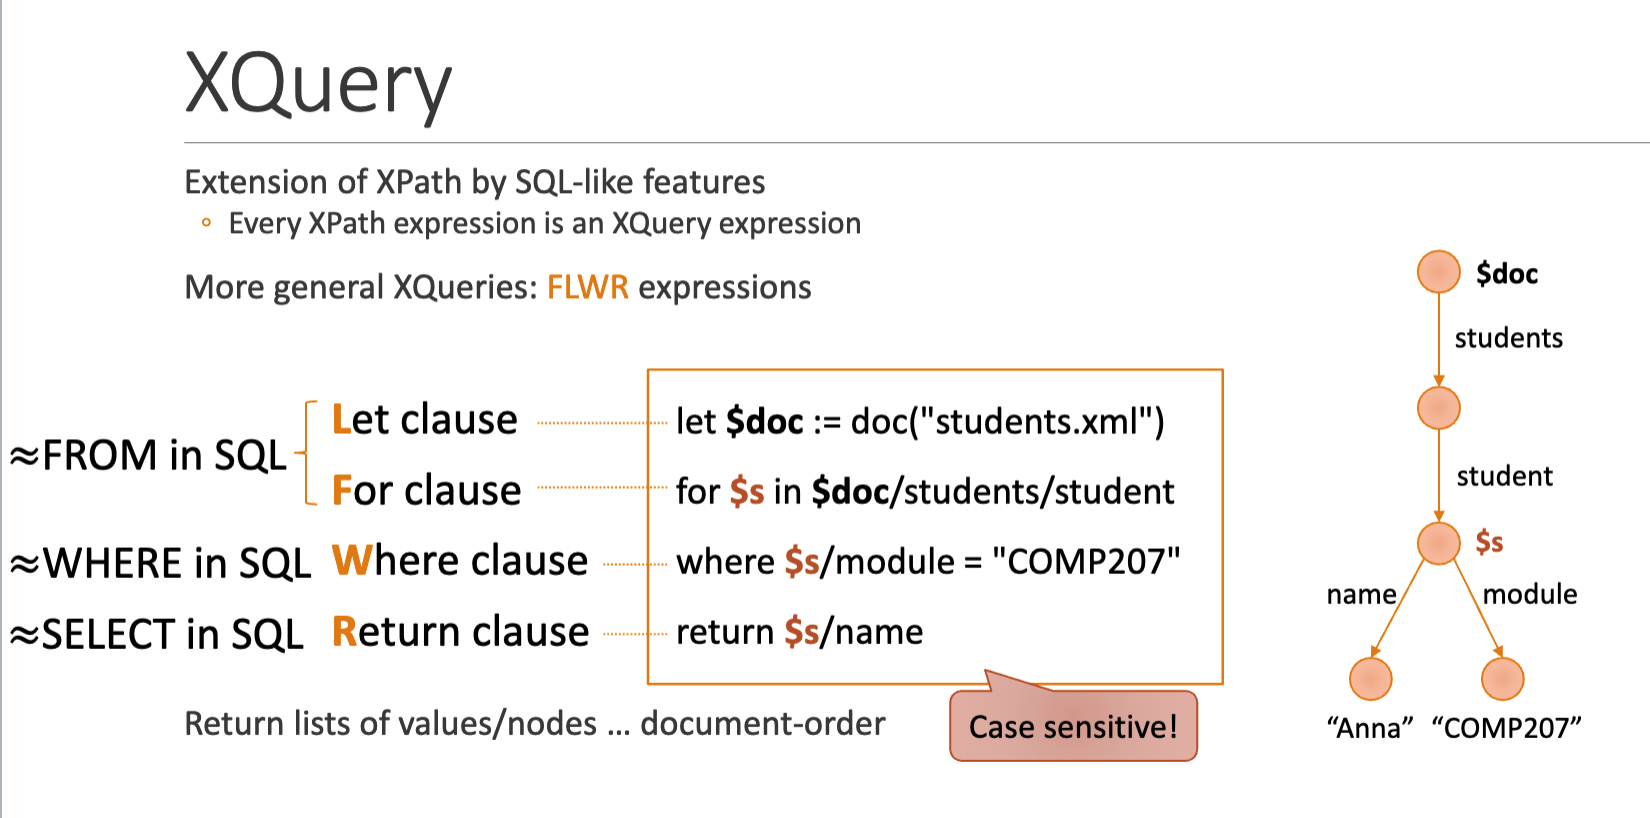 XQuery
Extension of XPath by SQL-like features
Every XPath expression is an XQuery expression
More general XQueries: FLWR expressions
≈FROM in SQL
Let clause
let $doc := doc("students.xml")
For clause
for $s in $doc/students/student
≈WHERE in SQL
Where clause
where $s/module = "COMP207"
≈SELECT in SQL
Return clause
return $s/name
Case sensitive!
Return lists of values/nodes ... document-order
$doc
students
student
$s
name
module
“Anna”
“COMP207”